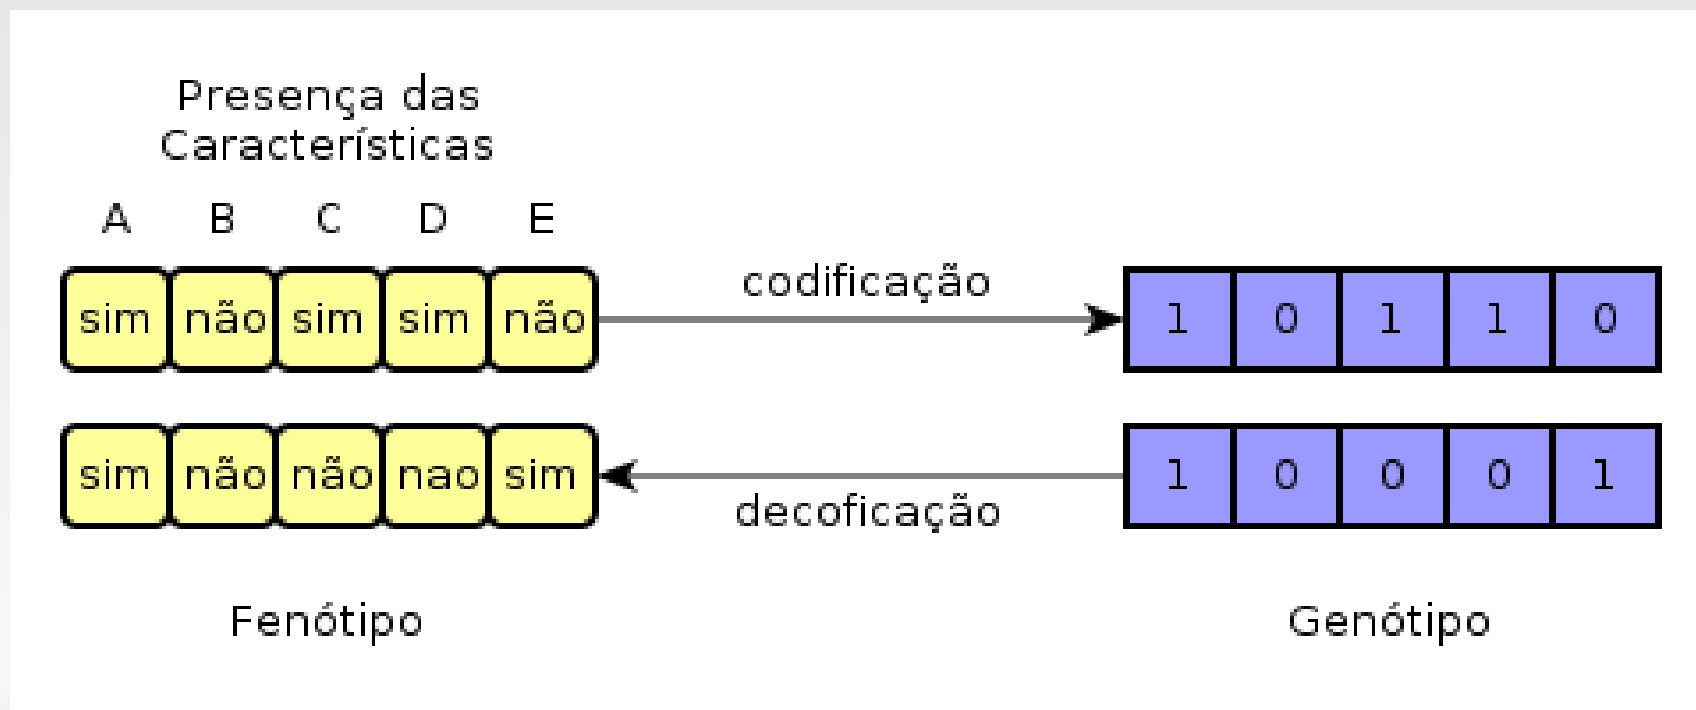 Presença das
Características
A B C D E
sim não sim sim não
codificação
1 0 1 1 0
sim não não nao sim
decoficação
1 0 0 0 1
Fenótipo
Genótipo